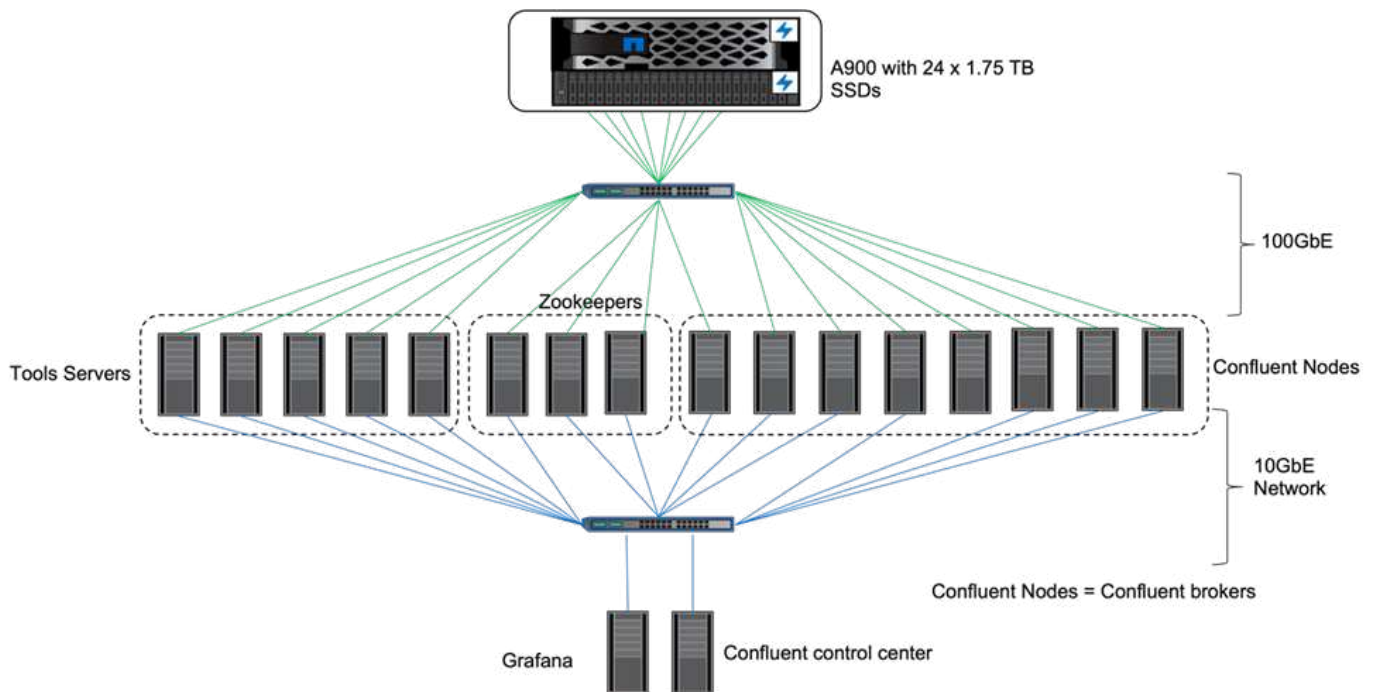 A900 with 24 x 1.75 TB
SSDs
100GbE
Zookeepers
Tools Servers
Confluent Nodes
10GbE
Network
Confluent Nodes = Confluent brokers
Grafana
Confluent control center